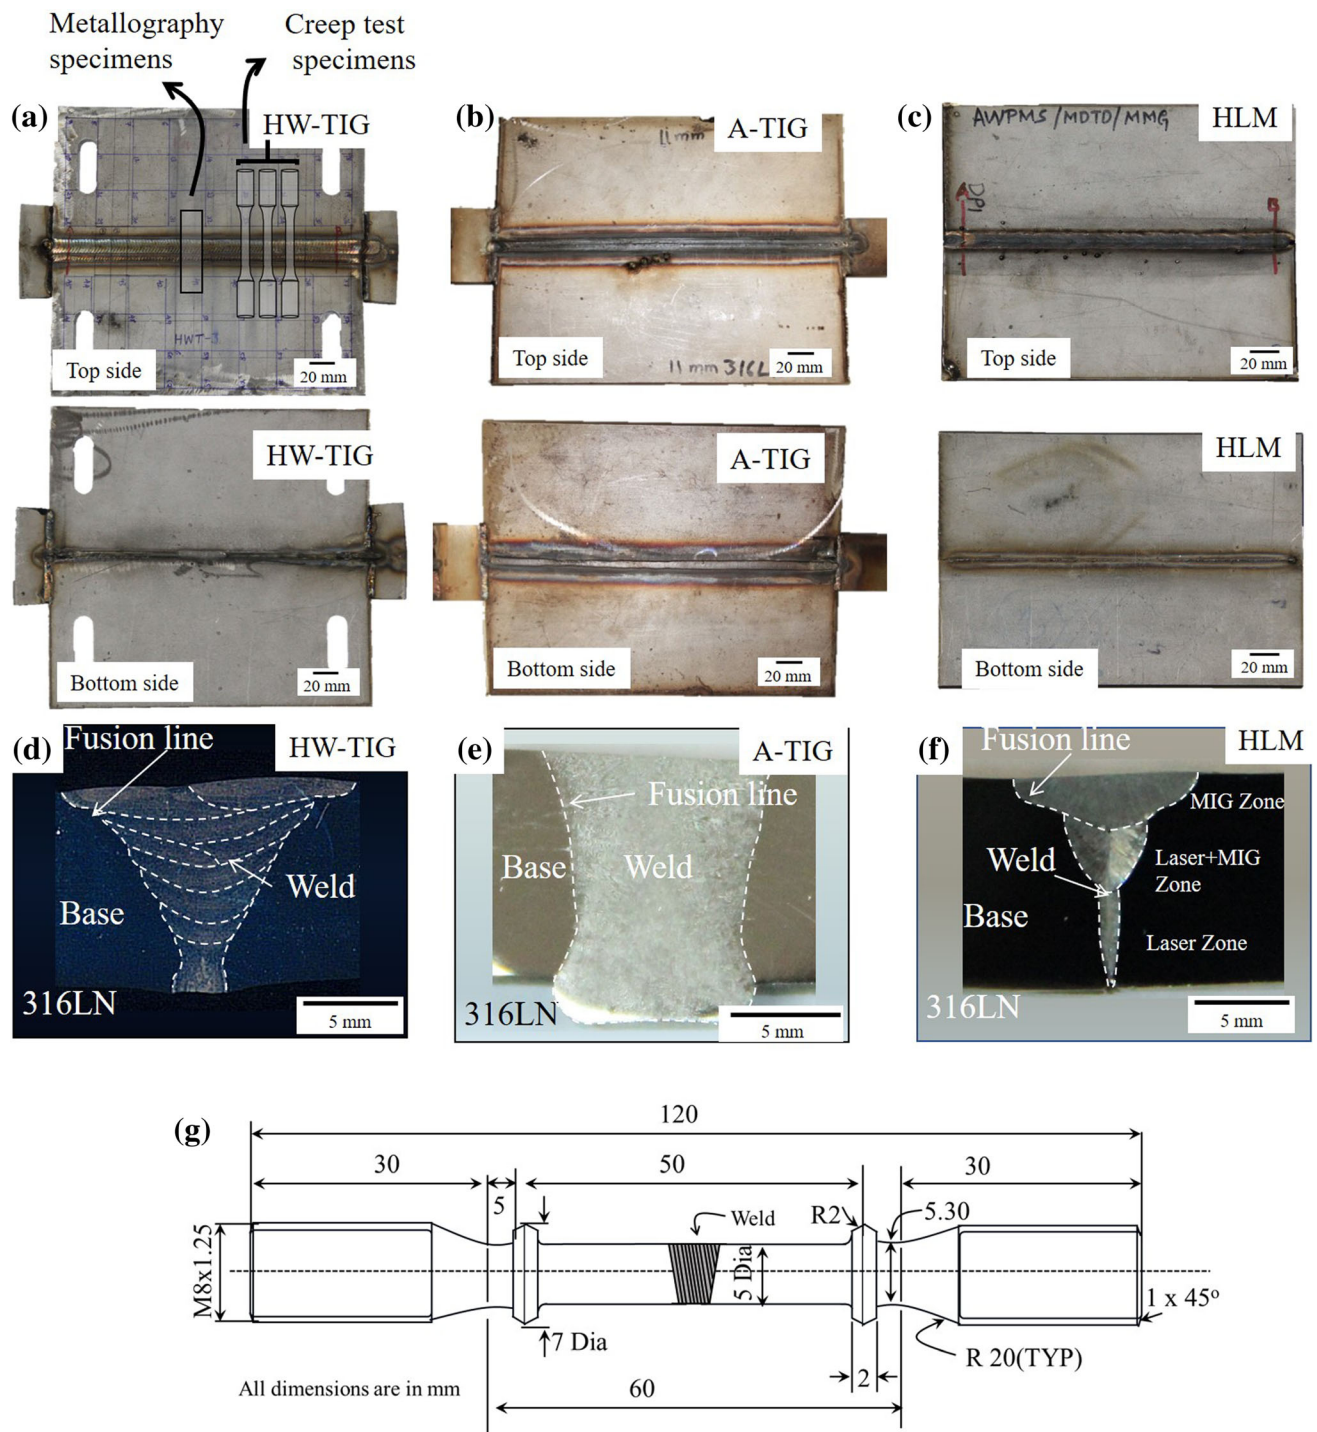 Metallography
specimens
Creep test
specimens
(a)
HW-TIG
HWT-3
Top side
20 mm
(b)
A-TIG
Top side
11 mm 316L
20 mm
(c)
AWPMS/MDTD/MMG
HLM
DPI
A
B
Top side
20 mm
HW-TIG
Bottom side
20 mm
A-TIG
Bottom side
20 mm
HLM
Bottom side
20 mm
(d)
Fusion line
HW-TIG
Weld
Base
316LN
5 mm
(e)
A-TIG
Fusion line
Base
Weld
316LN
5 mm
(f)
Fusion line
HLM
MIG Zone
Weld
Laser+MIG
Zone
Base
Laser Zone
316LN
5 mm
(g)
120
30
50
30
5
Weld
R2
5.30
M8x1.25
5 Dia
1 x 45º
7 Dia
R 20(TYP)
2
All dimensions are in mm
60